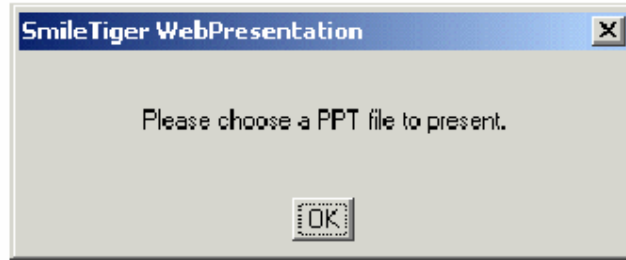 SmileTiger WebPresentation
Please choose a PPT file to present.
OK